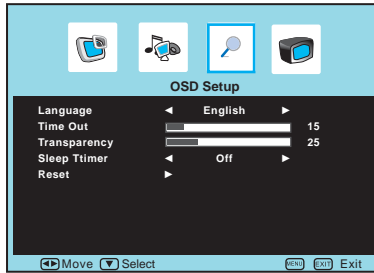 OSD Setup
Language ◄ English ►
Time Out 15
Transparency 25
Sleep Ttimer ◄ Off ►
Reset ►
◄► Move ▼ Select MENU EXIT Exit